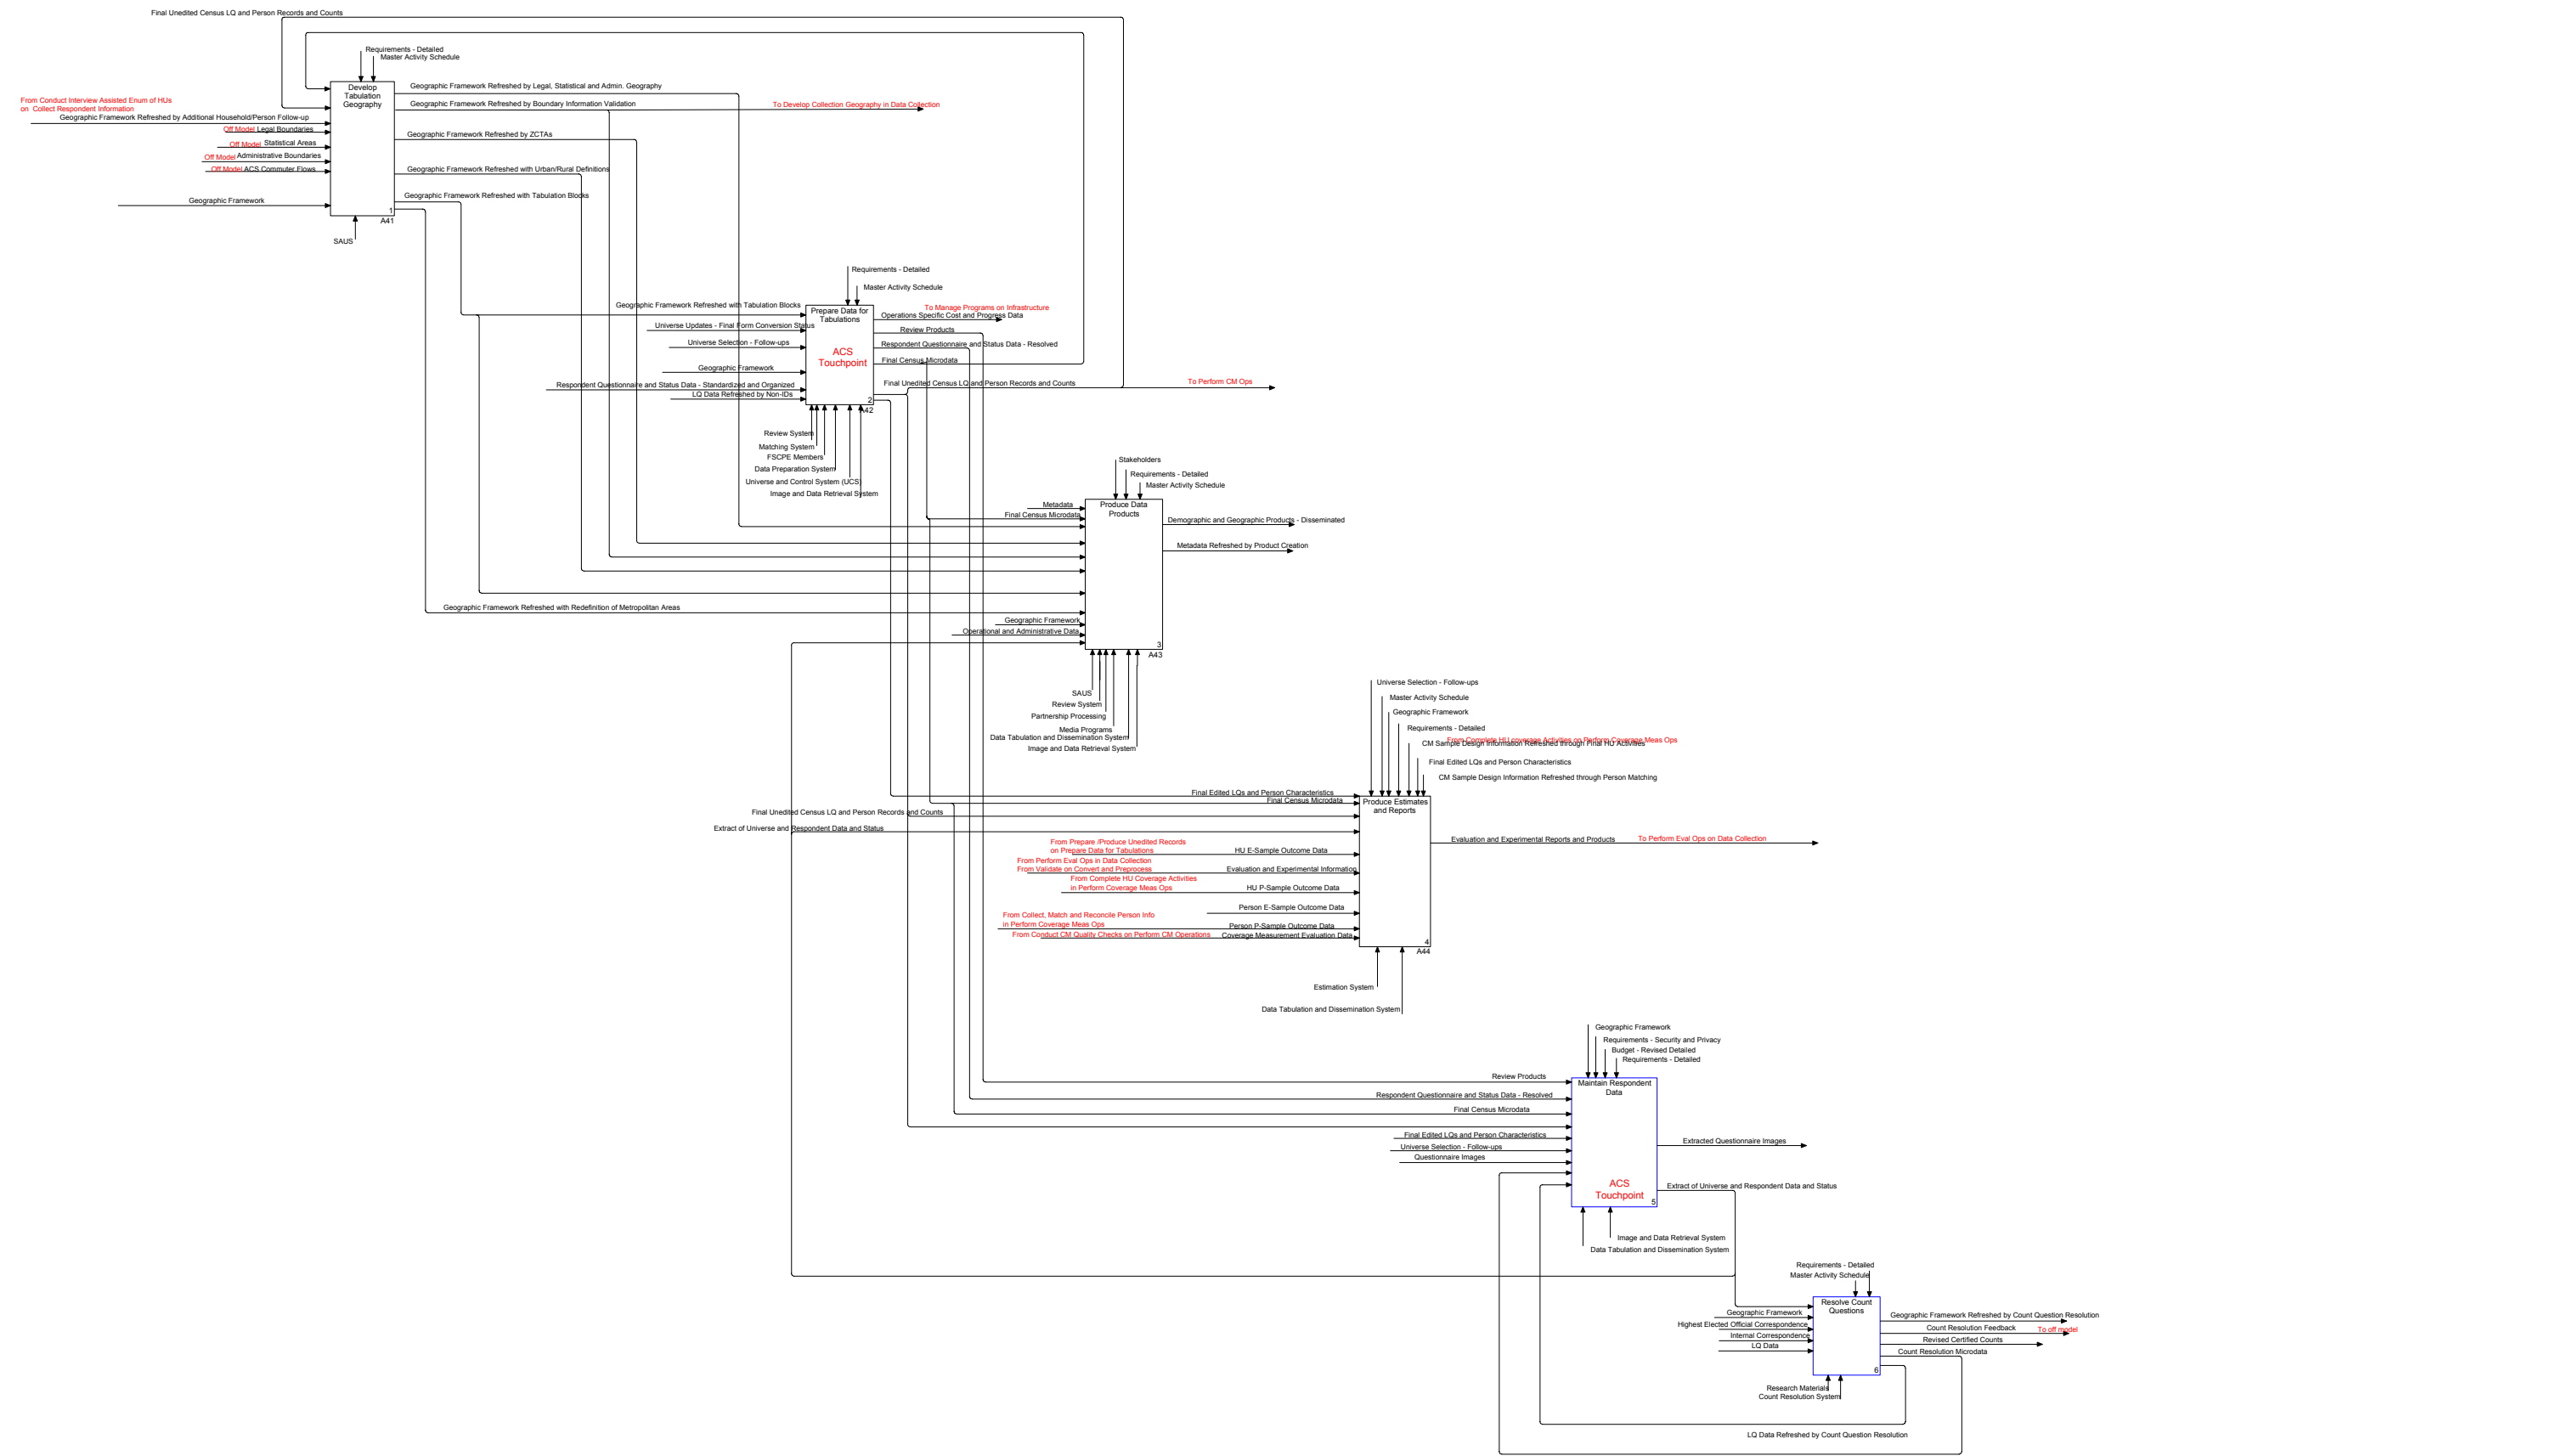 Final Unedited Census LQ and Person Records and Counts
Requirements - Detailed
Master Activity Schedule
Develop
Tabulation
Geography
From Conduct Interview Assisted Enum of HUs
on Collect Respondent Information
Geographic Framework Refreshed by Additional Household/Person Follow-up
Off Model Legal Boundaries
Off Model Statistical Areas
Off Model Administrative Boundaries
Off Model ACS Commuter Flows
Geographic Framework
1
A41
SAUS
Geographic Framework Refreshed by Legal, Statistical and Admin. Geography
Geographic Framework Refreshed by Boundary Information Validation
To Develop Collection Geography in Data Collection
Geographic Framework Refreshed by ZCTAs
Geographic Framework Refreshed with Urban/Rural Definitions
Geographic Framework Refreshed with Tabulation Blocks
Requirements - Detailed
Master Activity Schedule
Geographic Framework Refreshed with Tabulation Blocks
Universe Updates - Final Form Conversion Status
Universe Selection - Follow-ups
Geographic Framework
Respondent Questionnaire and Status Data - Standardized and Organized
LQ Data Refreshed by Non-IDs
Prepare Data for
Tabulations
ACS
Touchpoint
2
A42
To Manage Programs on Infrastructure
Operations Specific Cost and Progress Data
Review Products
Respondent Questionnaire and Status Data - Resolved
Final Census Microdata
Final Unedited Census LQ and Person Records and Counts
To Perform CM Ops
Review System
Matching System
FSCPE Members
Data Preparation System
Universe and Control System (UCS)
Image and Data Retrieval System
Stakeholders
Requirements - Detailed
Master Activity Schedule
Metadata
Final Census Microdata
Produce Data
Products
Demographic and Geographic Products - Disseminated
Metadata Refreshed by Product Creation
Geographic Framework Refreshed with Redefinition of Metropolitan Areas
Geographic Framework
Operational and Administrative Data
3
A43
SAUS
Review System
Partnership Processing
Media Programs
Data Tabulation and Dissemination System
Image and Data Retrieval System
Universe Selection - Follow-ups
Master Activity Schedule
Geographic Framework
Requirements - Detailed
From Complete HU coverage Activities on Perform Coverage Meas Ops
CM Sample Design Information Refreshed through Final HU Activities
Final Edited LQs and Person Characteristics
CM Sample Design Information Refreshed through Person Matching
Final Edited LQs and Person Characteristics
Final Census Microdata
Final Unedited Census LQ and Person Records and Counts
Extract of Universe and Respondent Data and Status
Produce Estimates
and Reports
Evaluation and Experimental Reports and Products
To Perform Eval Ops on Data Collection
From Prepare /Produce Unedited Records
on Prepare Data for Tabulations
HU E-Sample Outcome Data
From Perform Eval Ops in Data Collection
From Validate on Convert and Preprocess
Evaluation and Experimental Information
From Complete HU Coverage Activities
in Perform Coverage Meas Ops
HU P-Sample Outcome Data
Person E-Sample Outcome Data
From Collect, Match and Reconcile Person Info
in Perform Coverage Meas Ops
Person P-Sample Outcome Data
From Conduct CM Quality Checks on Perform CM Operations
Coverage Measurement Evaluation Data
4
A44
Estimation System
Data Tabulation and Dissemination System
Geographic Framework
Requirements - Security and Privacy
Budget - Revised Detailed
Requirements - Detailed
Review Products
Respondent Questionnaire and Status Data - Resolved
Final Census Microdata
Final Edited LQs and Person Characteristics
Universe Selection - Follow-ups
Questionnaire Images
Maintain Respondent
Data
ACS
Touchpoint
5
Extracted Questionnaire Images
Extract of Universe and Respondent Data and Status
Image and Data Retrieval System
Data Tabulation and Dissemination System
Requirements - Detailed
Master Activity Schedule
Geographic Framework
Highest Elected Official Correspondence
Internal Correspondence
LQ Data
Resolve Count
Questions
6
Geographic Framework Refreshed by Count Question Resolution
Count Resolution Feedback
To off model
Revised Certified Counts
Count Resolution Microdata
Research Materials
Count Resolution System
LQ Data Refreshed by Count Question Resolution